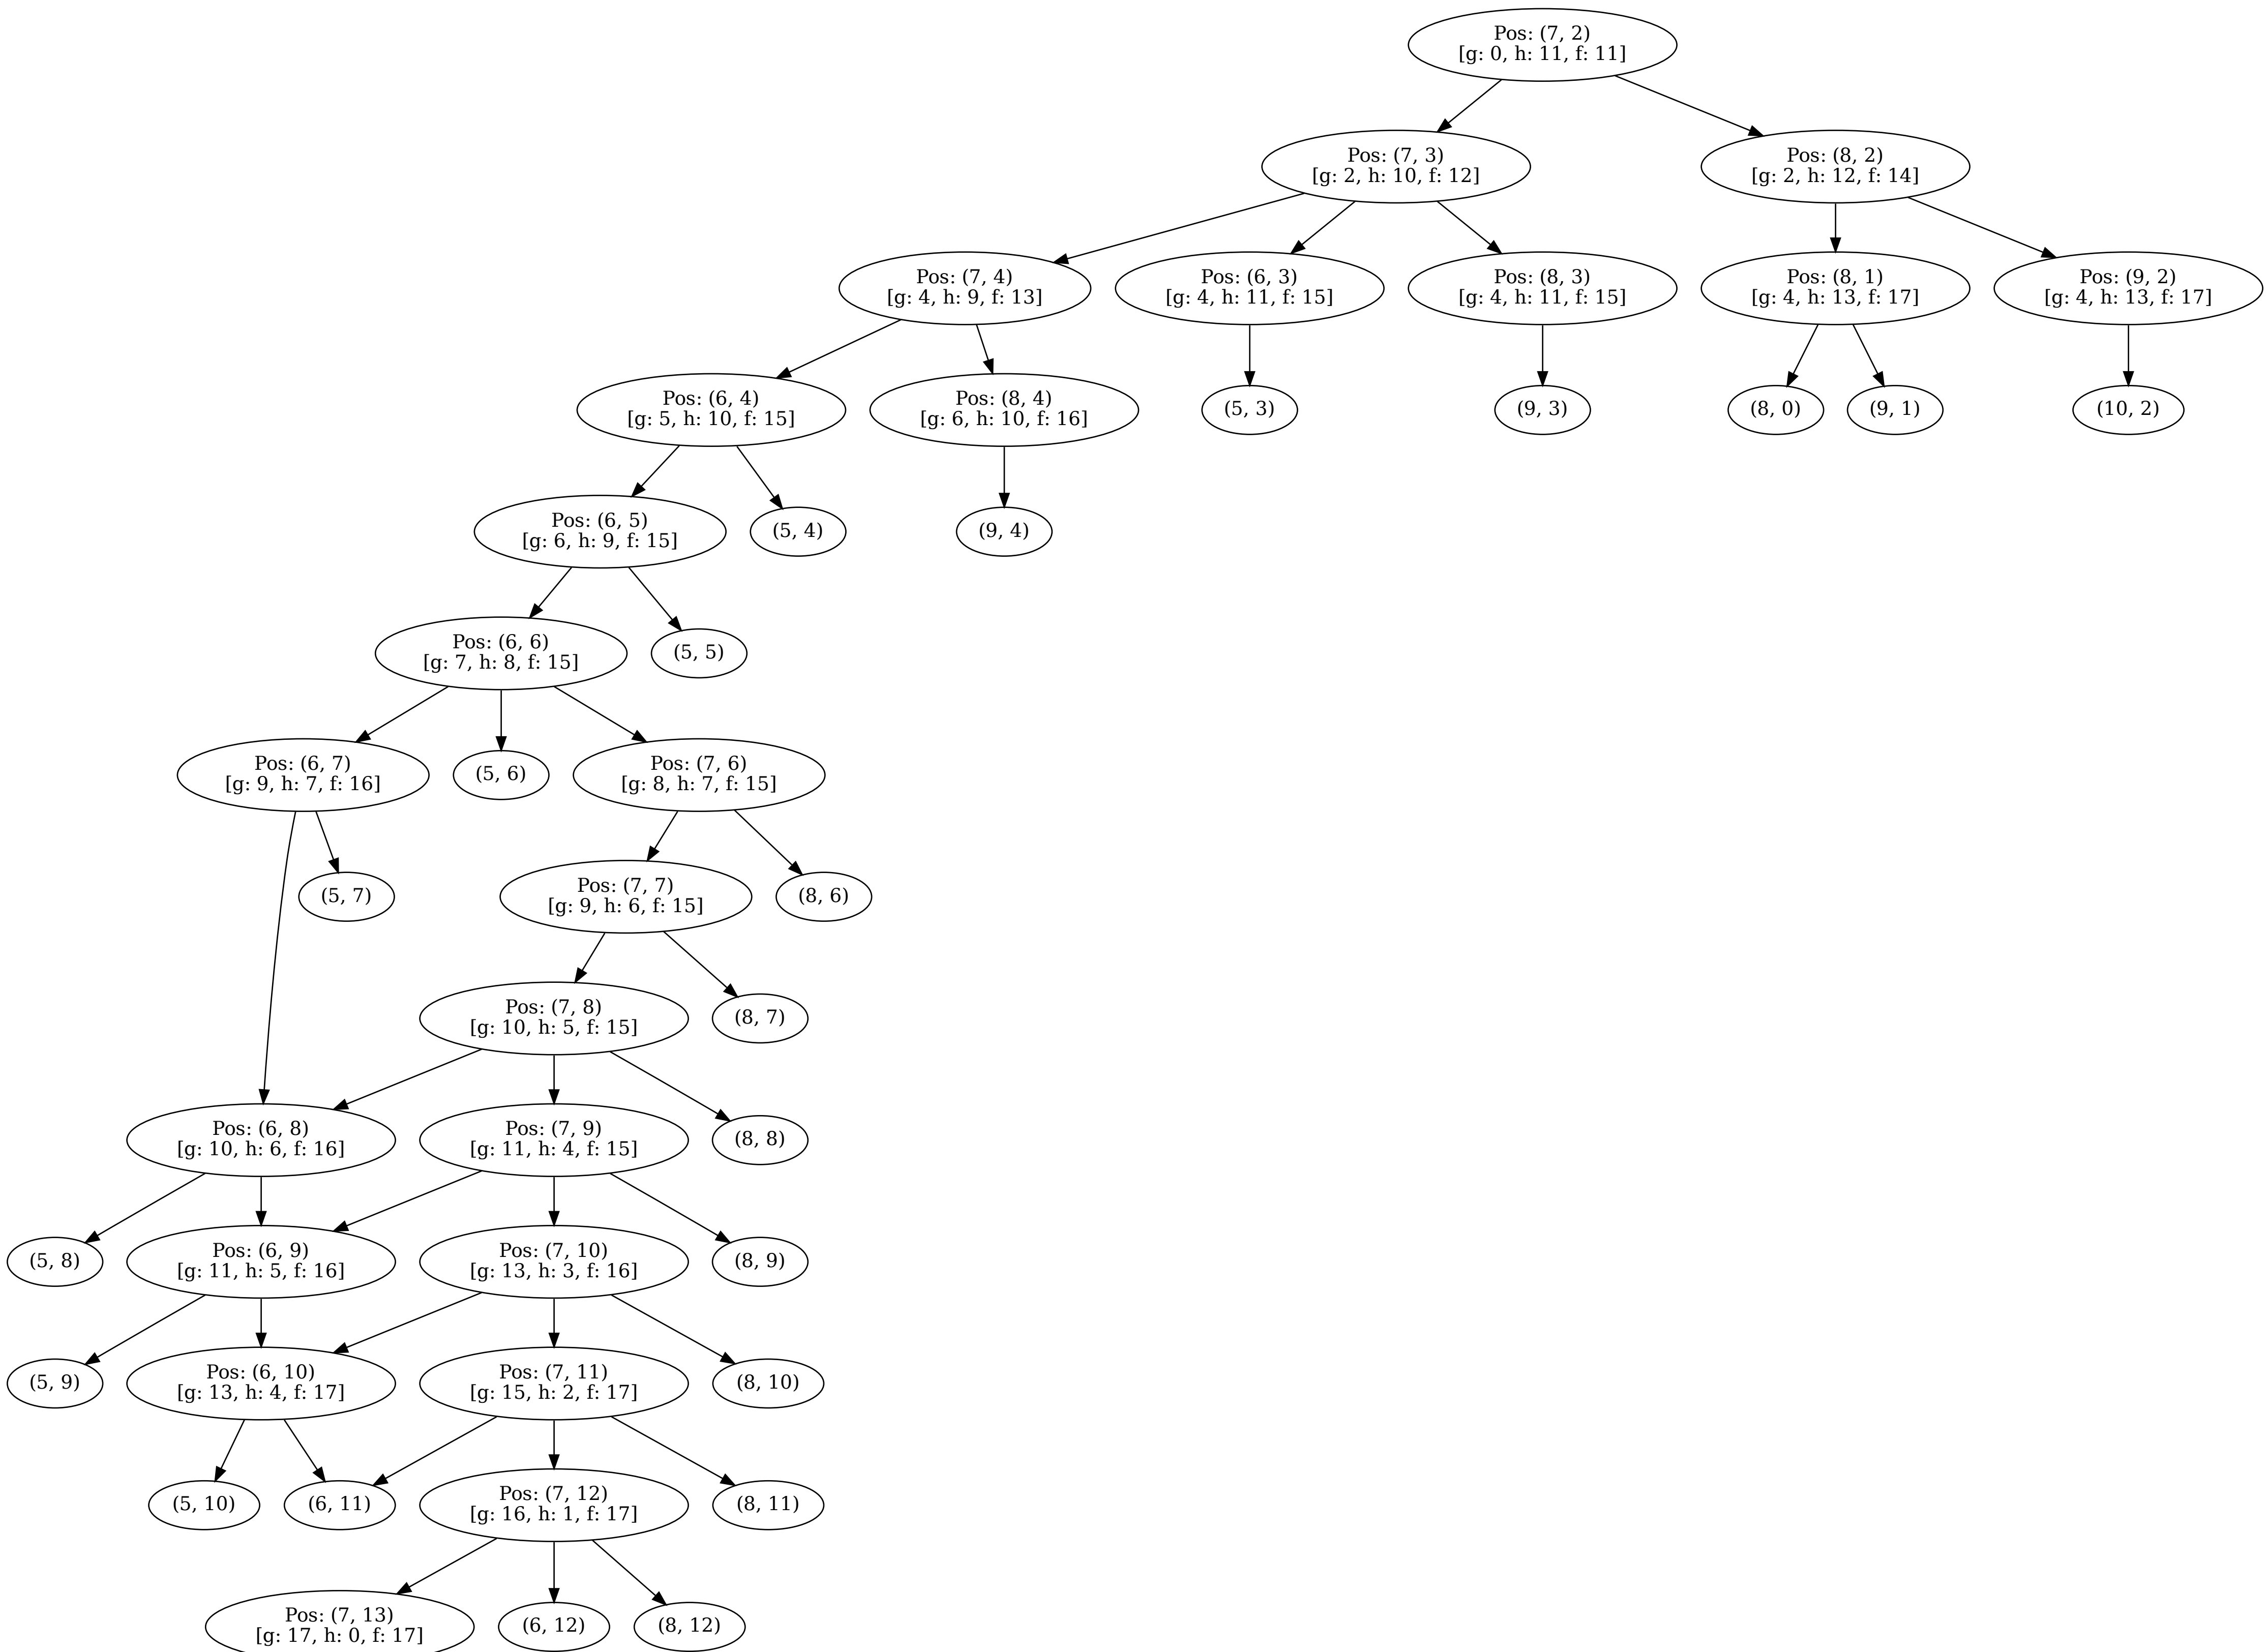 Pos: (7, 2)
[g: 0, h: 11, f: 11]
Pos: (7, 3)
[g: 2, h: 10, f: 12]
Pos: (8, 2)
[g: 2, h: 12, f: 14]
Pos: (7, 4)
[g: 4, h: 9, f: 13]
Pos: (6, 3)
[g: 4, h: 11, f: 15]
Pos: (8, 3)
[g: 4, h: 11, f: 15]
Pos: (8, 1)
[g: 4, h: 13, f: 17]
Pos: (9, 2)
[g: 4, h: 13, f: 17]
Pos: (6, 4)
[g: 5, h: 10, f: 15]
Pos: (8, 4)
[g: 6, h: 10, f: 16]
(5, 3)
(9, 3)
(8, 0)
(9, 1)
(10, 2)
Pos: (6, 5)
[g: 6, h: 9, f: 15]
(5, 4)
(9, 4)
Pos: (6, 6)
[g: 7, h: 8, f: 15]
(5, 5)
Pos: (6, 7)
[g: 9, h: 7, f: 16]
(5, 6)
Pos: (7, 6)
[g: 8, h: 7, f: 15]
(5, 7)
Pos: (7, 7)
[g: 9, h: 6, f: 15]
(8, 6)
Pos: (7, 8)
[g: 10, h: 5, f: 15]
(8, 7)
Pos: (6, 8)
[g: 10, h: 6, f: 16]
Pos: (7, 9)
[g: 11, h: 4, f: 15]
(8, 8)
(5, 8)
Pos: (6, 9)
[g: 11, h: 5, f: 16]
Pos: (7, 10)
[g: 13, h: 3, f: 16]
(8, 9)
(5, 9)
Pos: (6, 10)
[g: 13, h: 4, f: 17]
Pos: (7, 11)
[g: 15, h: 2, f: 17]
(8, 10)
(5, 10)
(6, 11)
Pos: (7, 12)
[g: 16, h: 1, f: 17]
(8, 11)
Pos: (7, 13)
[g: 17, h: 0, f: 17]
(6, 12)
(8, 12)